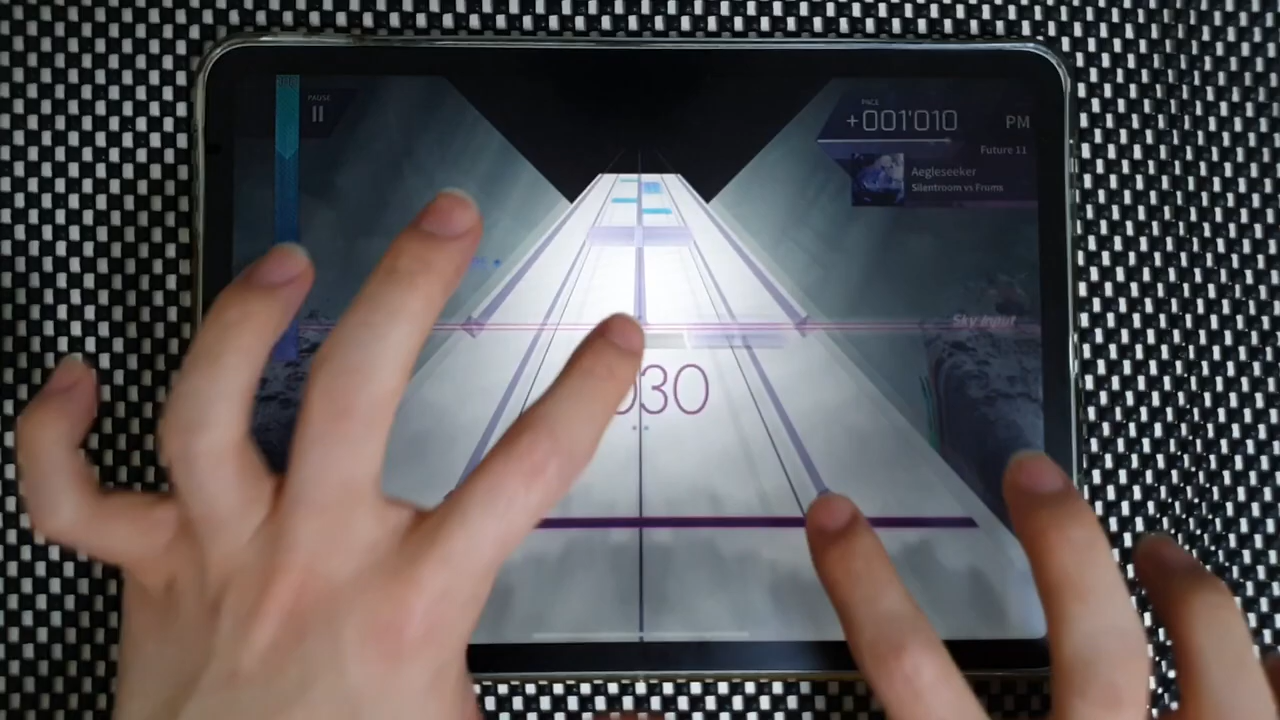 PAUSE
PACE
+001'010
PM
Future 11
Aegleseeker
Silentroom vs Frums
Sky Input
030